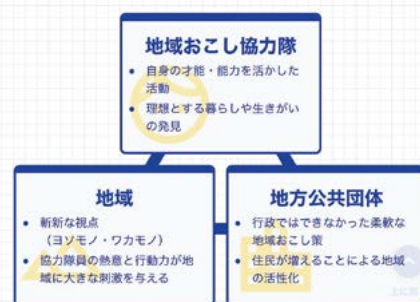 地域おこし協力隊
• 自身の才能・能力を活かした
活動
• 理想とする暮らしや生きがい
の発見
地域
• 斬新な視点
（ヨソモノ・ワカモノ）
• 協力隊員の熱意と行動力が地
域に大きな刺激を与える
地方公共団体
• 行政ではできなかった柔軟な
地域おこし策
• 住民が増えることによる地域
の活性化